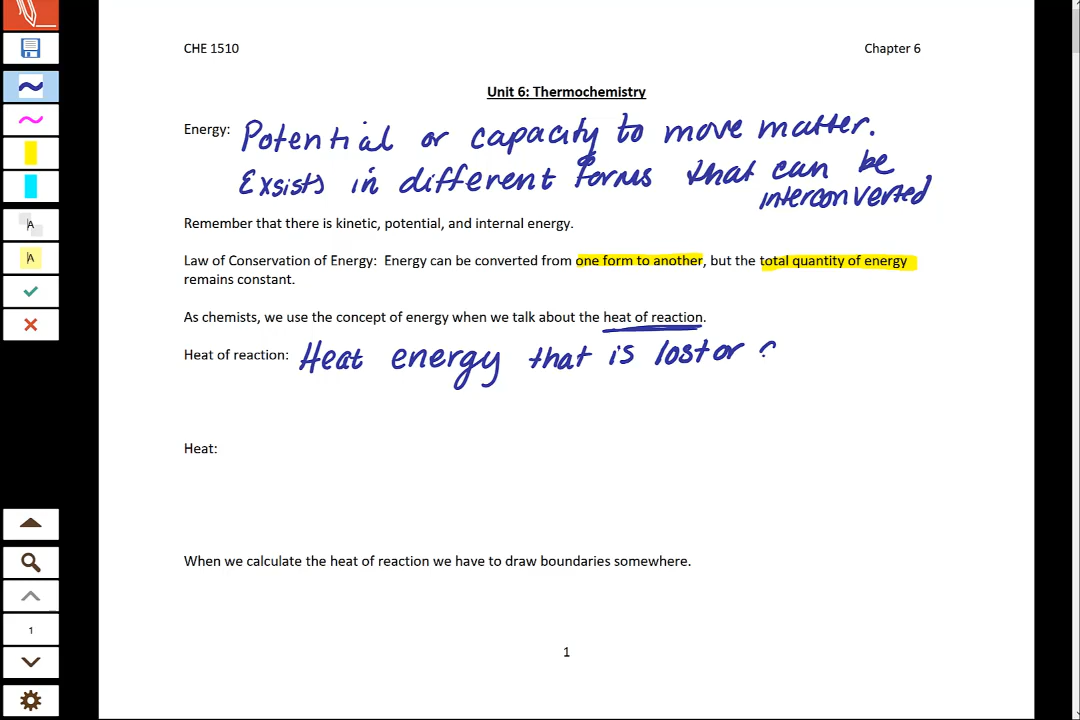 CHE 1510 Chapter 6
Unit 6: Thermochemistry
Energy: Potential or capacity to move matter.
Exsists in different forms that can be
interconverted
Remember that there is kinetic, potential, and internal energy.
Law of Conservation of Energy: Energy can be converted from one form to another, but the total quantity of energy
remains constant.
As chemists, we use the concept of energy when we talk about the heat of reaction.
Heat of reaction: Heat energy that is lost or
Heat:
When we calculate the heat of reaction we have to draw boundaries somewhere.
1
A
A
1